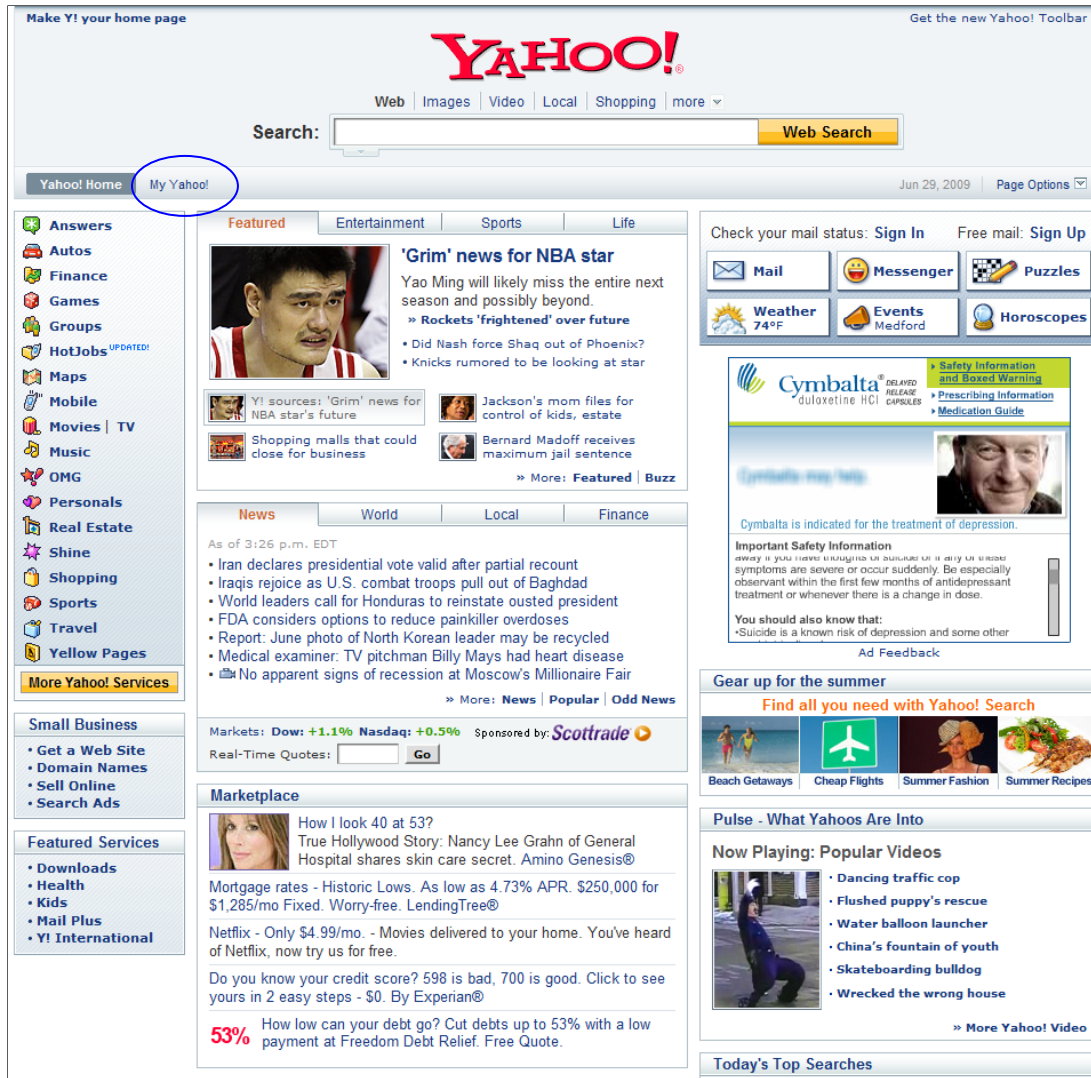 Make Y! your home page
Get the new Yahoo! Toolbar
YAHOO!®
Web Images Video Local Shopping more
Search:
Web Search
Yahoo! Home My Yahoo!
Jun 29, 2009 Page Options
Answers
Autos
Finance
Games
Groups
HotJobs UPDATED!
Maps
Mobile
Movies | TV
Music
OMG
Personals
Real Estate
Shine
Shopping
Sports
Travel
Yellow Pages
More Yahoo! Services
Small Business
• Get a Web Site
• Domain Names
• Sell Online
• Search Ads
Featured Services
• Downloads
• Health
• Kids
• Mail Plus
• Y! International
Featured Entertainment Sports Life
'Grim' news for NBA star
Yao Ming will likely miss the entire next
season and possibly beyond.
» Rockets 'frightened' over future
• Did Nash force Shaq out of Phoenix?
• Knicks rumored to be looking at star
Y! sources: 'Grim' news for
NBA star's future
Jackson's mom files for
control of kids, estate
Shopping malls that could
close for business
Bernard Madoff receives
maximum jail sentence
» More: Featured | Buzz
News World Local Finance
As of 3:26 p.m. EDT
• Iran declares presidential vote valid after partial recount
• Iraqis rejoice as U.S. combat troops pull out of Baghdad
• World leaders call for Honduras to reinstate ousted president
• FDA considers options to reduce painkiller overdoses
• Report: June photo of North Korean leader may be recycled
• Medical examiner: TV pitchman Billy Mays had heart disease
• No apparent signs of recession at Moscow's Millionaire Fair
» More: News | Popular | Odd News
Markets: Dow: +1.1% Nasdaq: +0.5% Sponsored by: Scottrade
Real-Time Quotes: Go
Marketplace
How I look 40 at 53?
True Hollywood Story: Nancy Lee Grahn of General
Hospital shares skin care secret. Amino Genesis®
Mortgage rates - Historic Lows. As low as 4.73% APR. $250,000 for
$1,285/mo Fixed. Worry-free. LendingTree®
Netflix - Only $4.99/mo. - Movies delivered to your home. You've heard
of Netflix, now try us for free.
Do you know your credit score? 598 is bad, 700 is good. Click to see
yours in 2 easy steps - $0. By Experian®
53%
How low can your debt go? Cut debts up to 53% with a low
payment at Freedom Debt Relief. Free Quote.
Check your mail status: Sign In Free mail: Sign Up
Mail
Messenger
Puzzles
Weather
74°F
Events
Medford
Horoscopes
Cymbalta®
duloxetine HCl
DELAYED
RELEASE
CAPSULES
Safety Information
and Boxed Warning
Prescribing Information
Medication Guide
Cymbalta may help.
Cymbalta is indicated for the treatment of depression.
Important Safety Information
away if you have thoughts of suicide or if any of these
symptoms are severe or occur suddenly. Be especially
observant within the first few months of antidepressant
treatment or whenever there is a change in dose.
You should also know that:
•Suicide is a known risk of depression and some other
Ad Feedback
Gear up for the summer
Find all you need with Yahoo! Search
Beach Getaways
Cheap Flights
Summer Fashion
Summer Recipes
Pulse - What Yahoos Are Into
Now Playing: Popular Videos
• Dancing traffic cop
• Flushed puppy's rescue
• Water balloon launcher
• China's fountain of youth
• Skateboarding bulldog
• Wrecked the wrong house
» More Yahoo! Video
Today's Top Searches